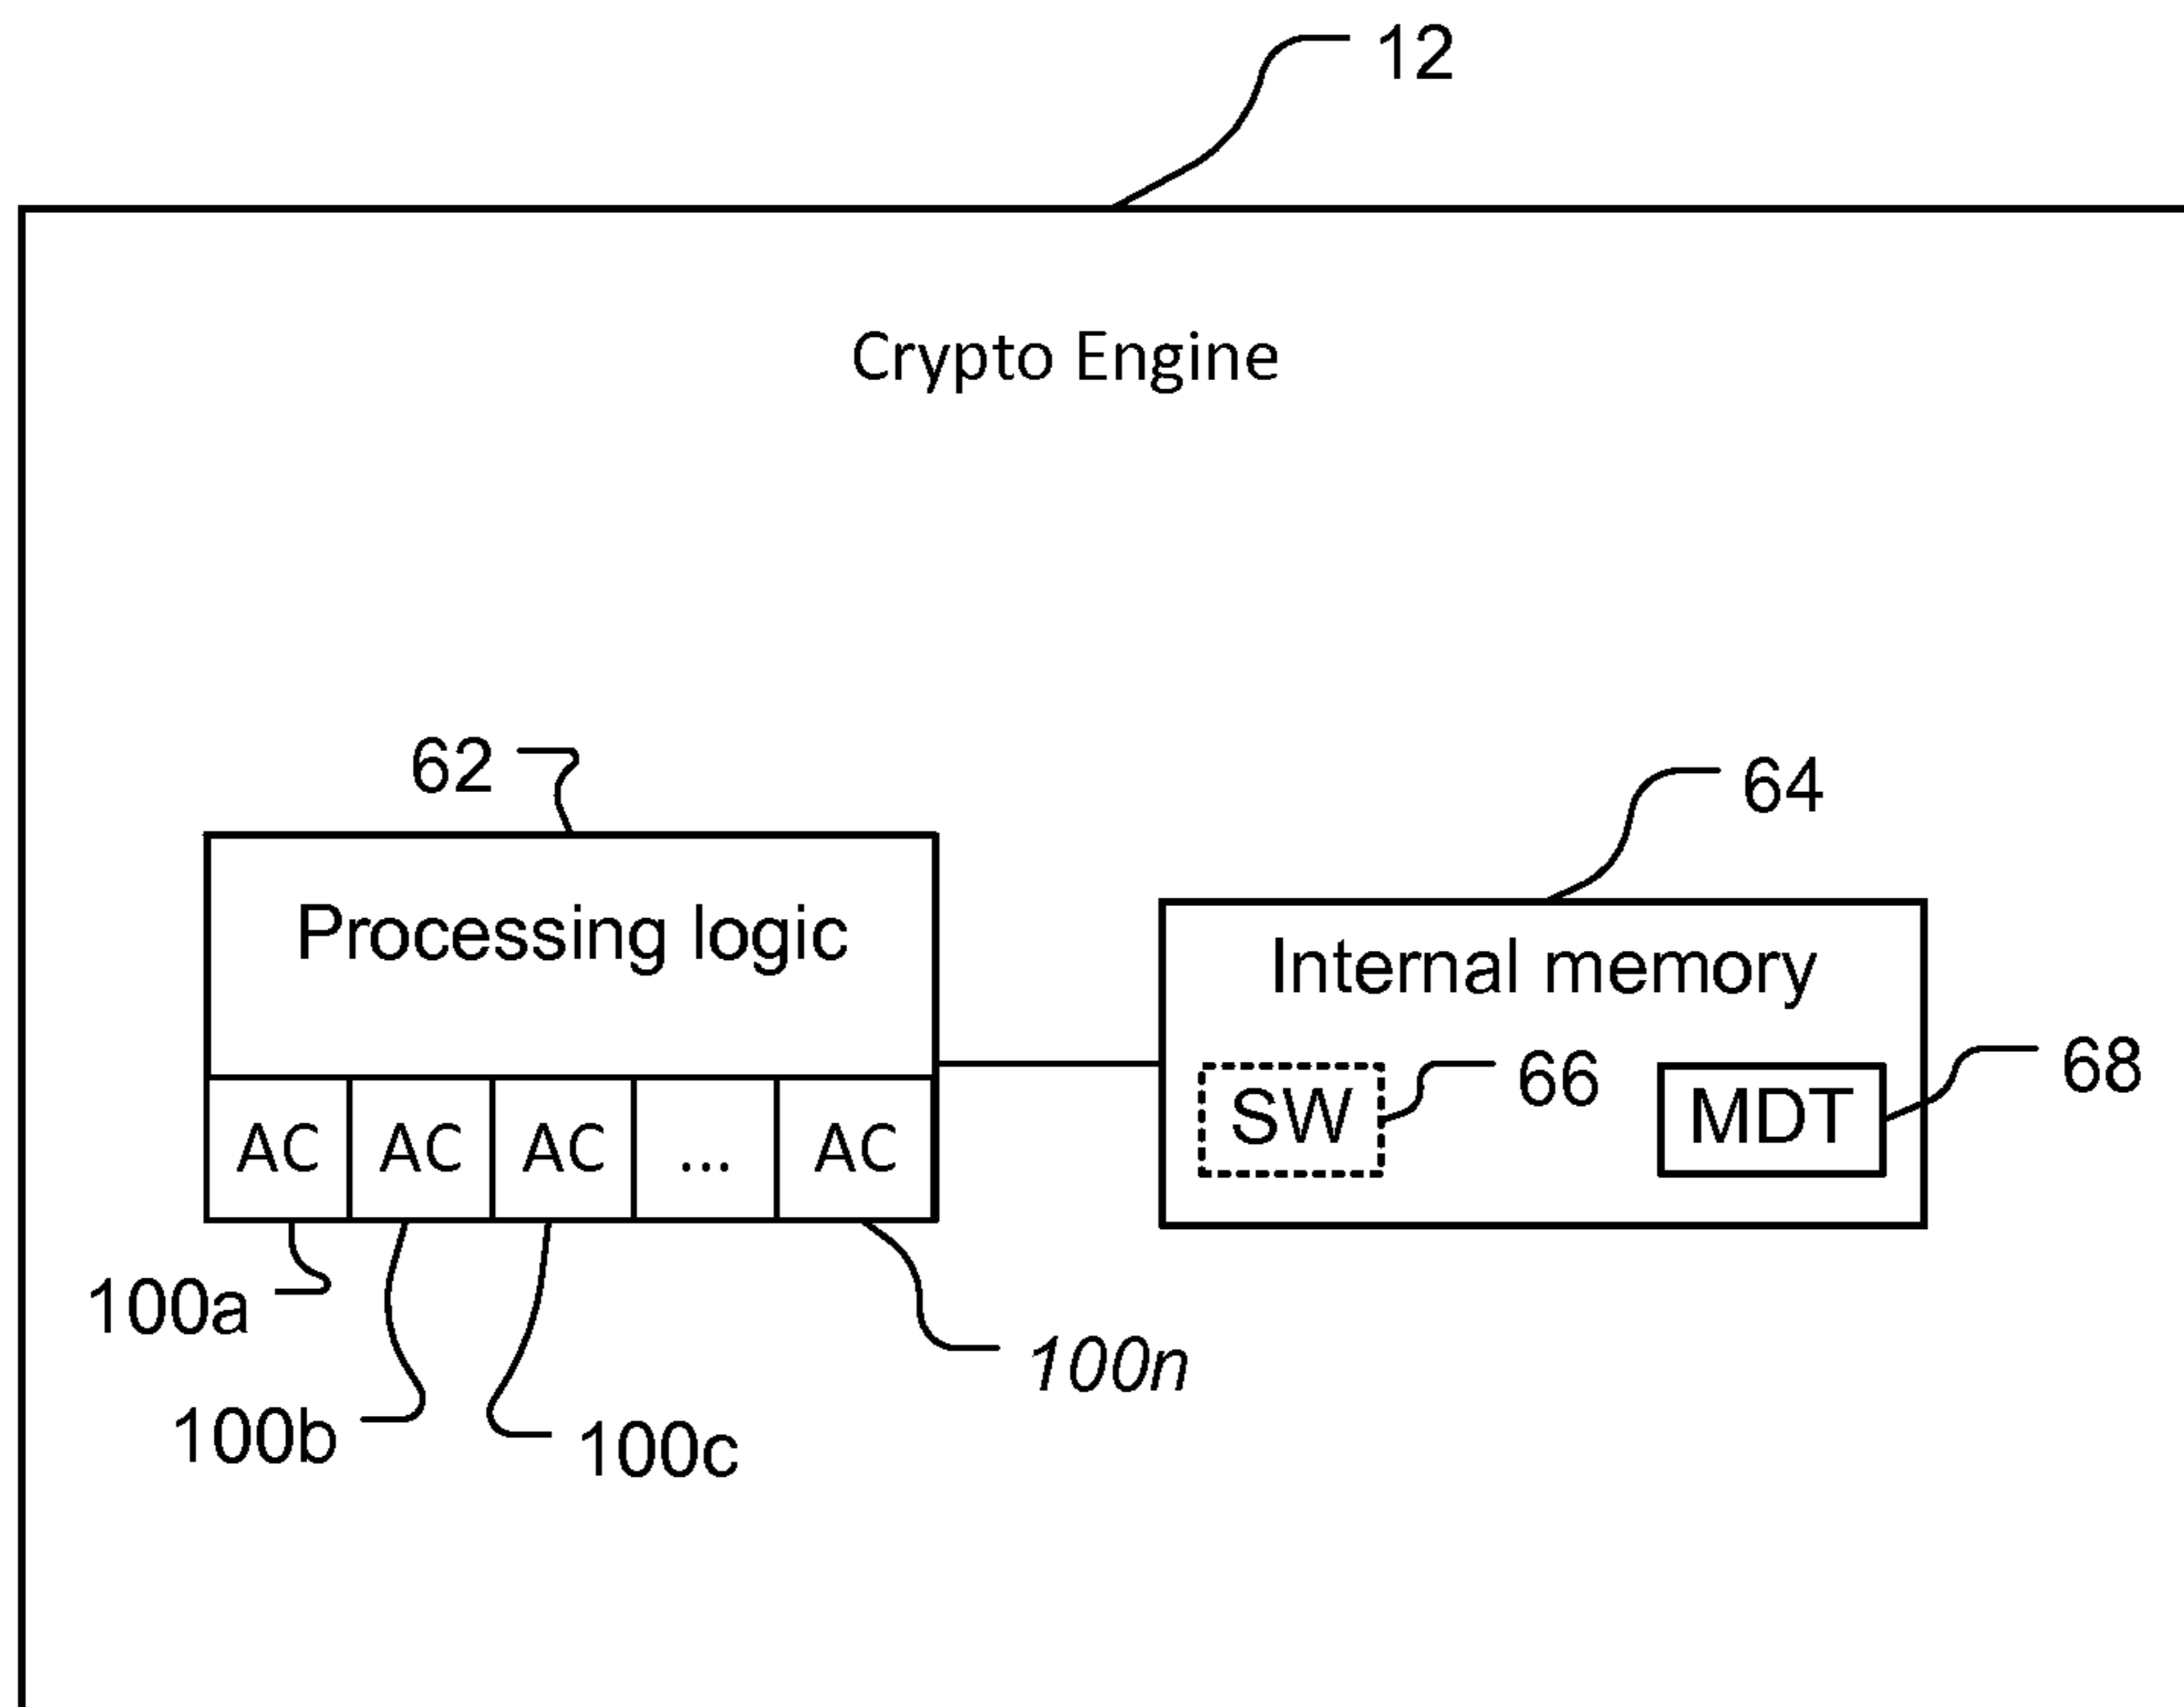 12
Crypto Engine
62
64
Processing logic
Internal memory
66
68
SW
MDT
AC AC AC ... AC
100a
100n
100b
100c